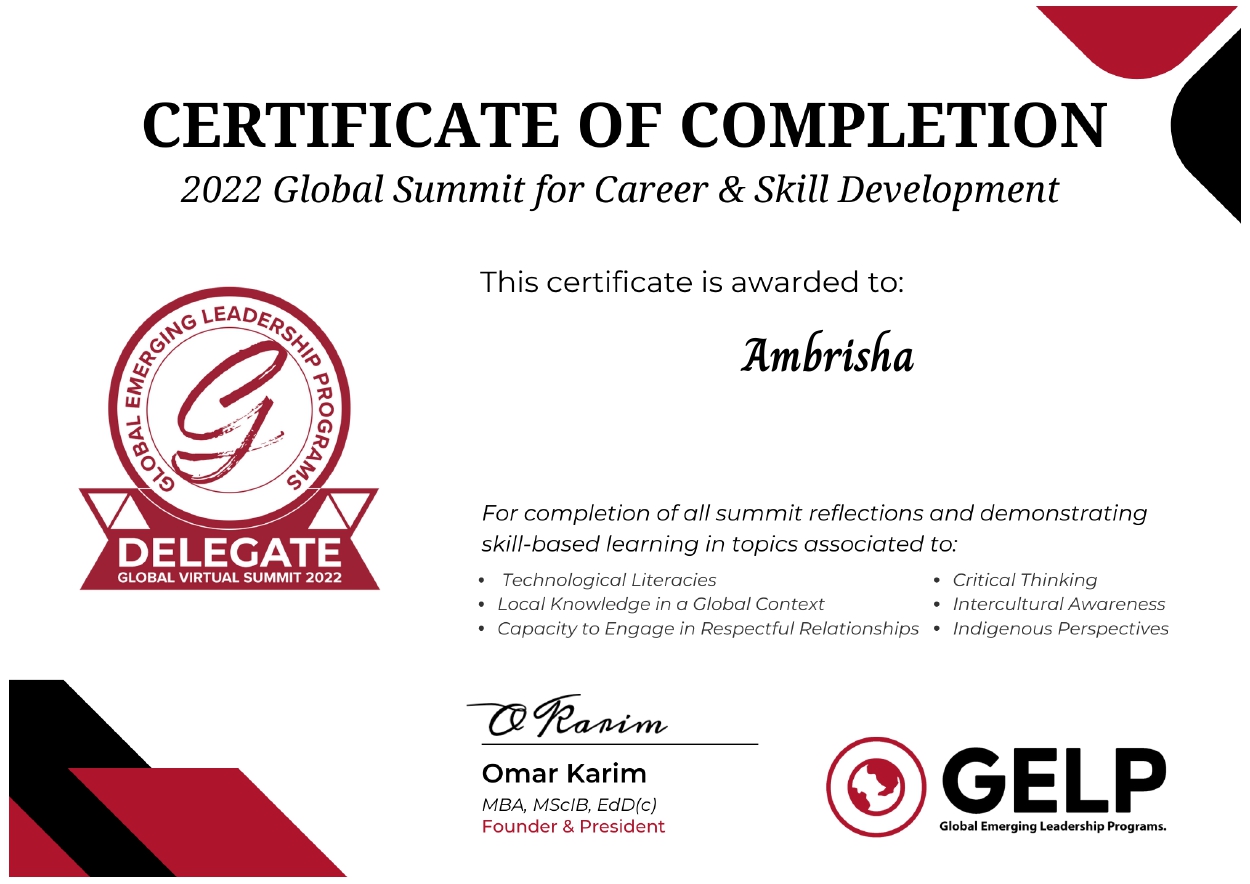 CERTIFICATE OF COMPLETION
2022 Global Summit for Career & Skill Development
This certificate is awarded to:
Ambrisha
GLOBAL EMERGING LEADERSHIP PROGRAMS
G
DELEGATE
GLOBAL VIRTUAL SUMMIT 2022
For completion of all summit reflections and demonstrating
skill-based learning in topics associated to:
• Technological Literacies
• Local Knowledge in a Global Context
• Capacity to Engage in Respectful Relationships
• Critical Thinking
• Intercultural Awareness
• Indigenous Perspectives
O Karim
Omar Karim
MBA, MScIB, EdD(c)
Founder & President
GELP
Global Emerging Leadership Programs.